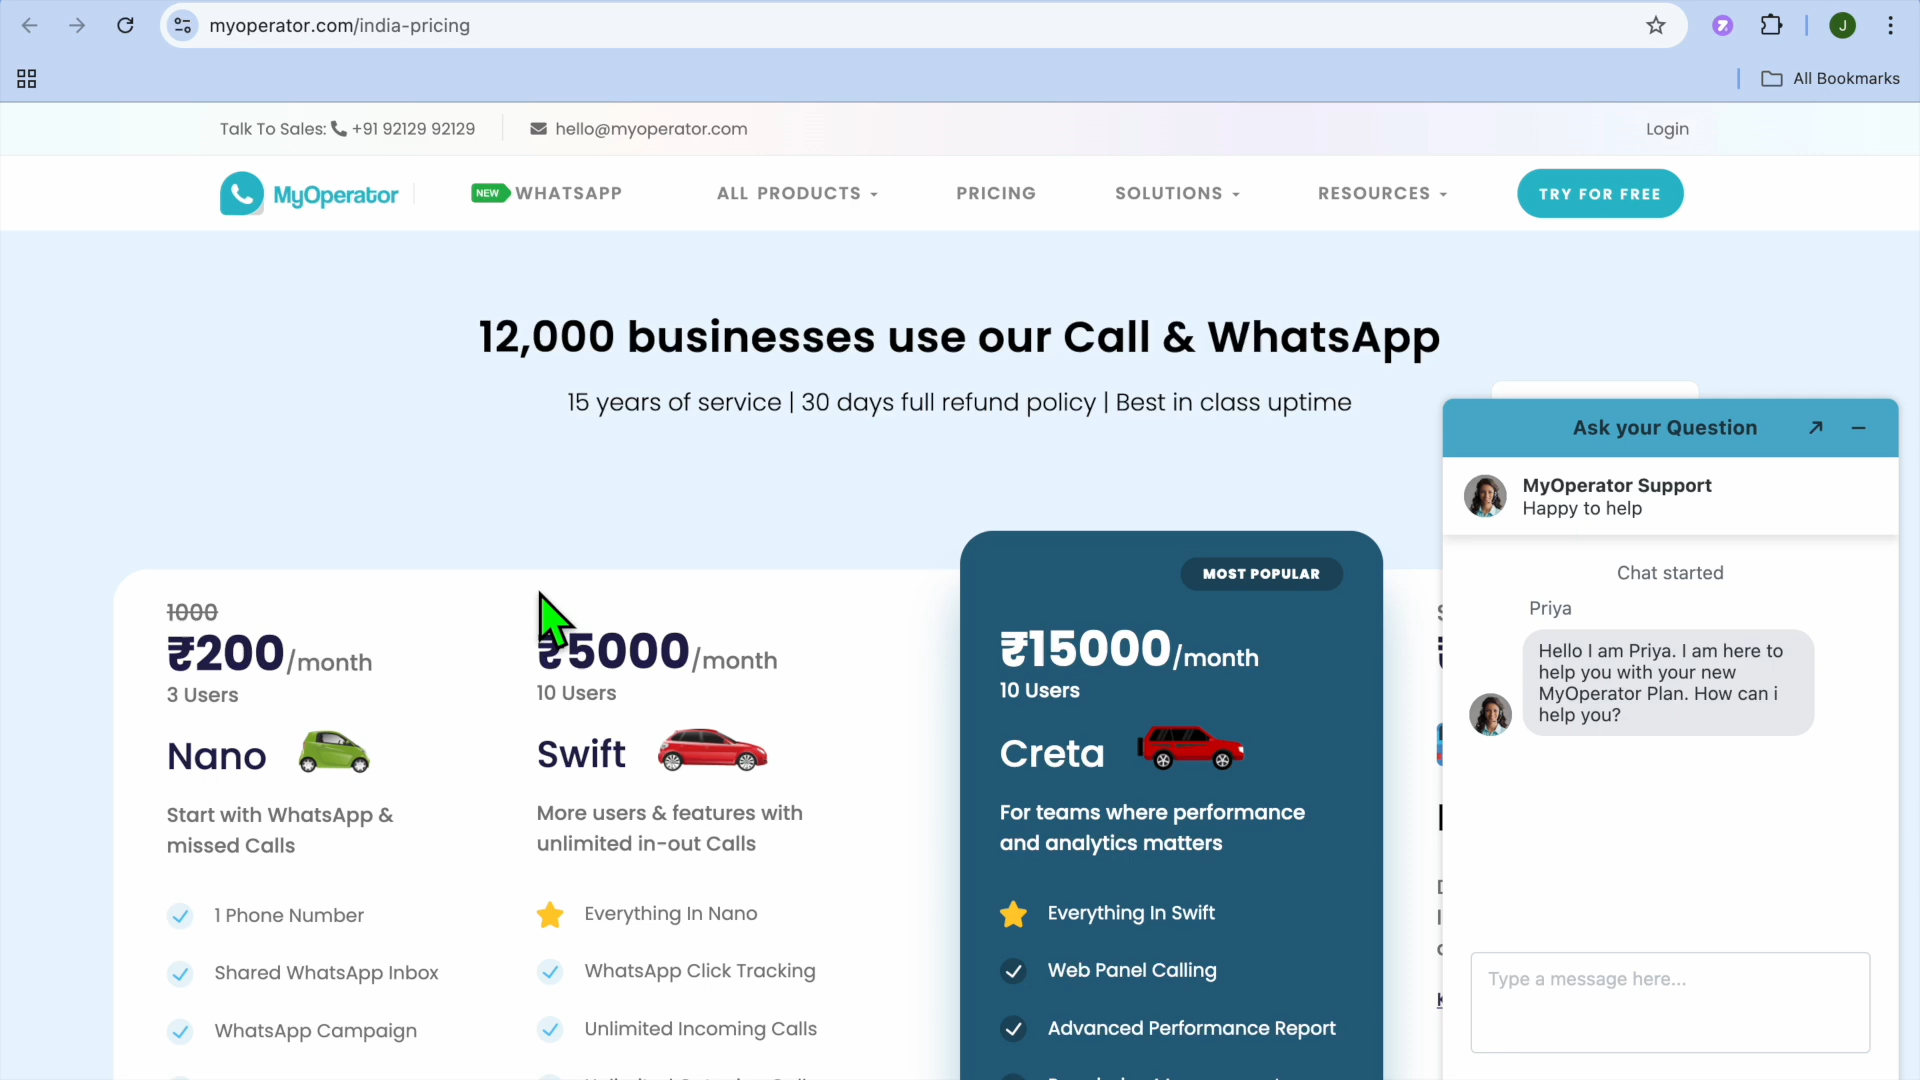 myoperator.com/india-pricing
J
All Bookmarks
Talk To Sales: +91 92129 92129
hello@myoperator.com
Login
MyOperator
NEW WHATSAPP
ALL PRODUCTS
PRICING
SOLUTIONS
RESOURCES
TRY FOR FREE
12,000 businesses use our Call & WhatsApp
15 years of service | 30 days full refund policy | Best in class uptime
1000
₹200/month
3 Users
Nano
Start with WhatsApp &
missed Calls
1 Phone Number
Shared WhatsApp Inbox
WhatsApp Campaign
₹5000/month
10 Users
Swift
More users & features with
unlimited in-out Calls
Everything In Nano
WhatsApp Click Tracking
Unlimited Incoming Calls
MOST POPULAR
₹15000/month
10 Users
Creta
For teams where performance
and analytics matters
Everything In Swift
Web Panel Calling
Advanced Performance Report
Ask your Question
MyOperator Support
Happy to help
Chat started
Priya
Hello I am Priya. I am here to
help you with your new
MyOperator Plan. How can i
help you?
Type a message here...